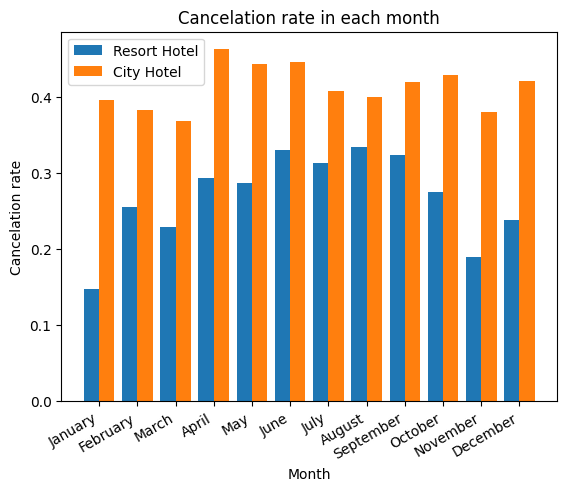 Cancelation rate in each month
Resort Hotel
City Hotel
Cancelation rate
0.4
0.3
0.2
0.1
0.0
January
February
March
April
May
June
July
August
September
October
November
December
Month